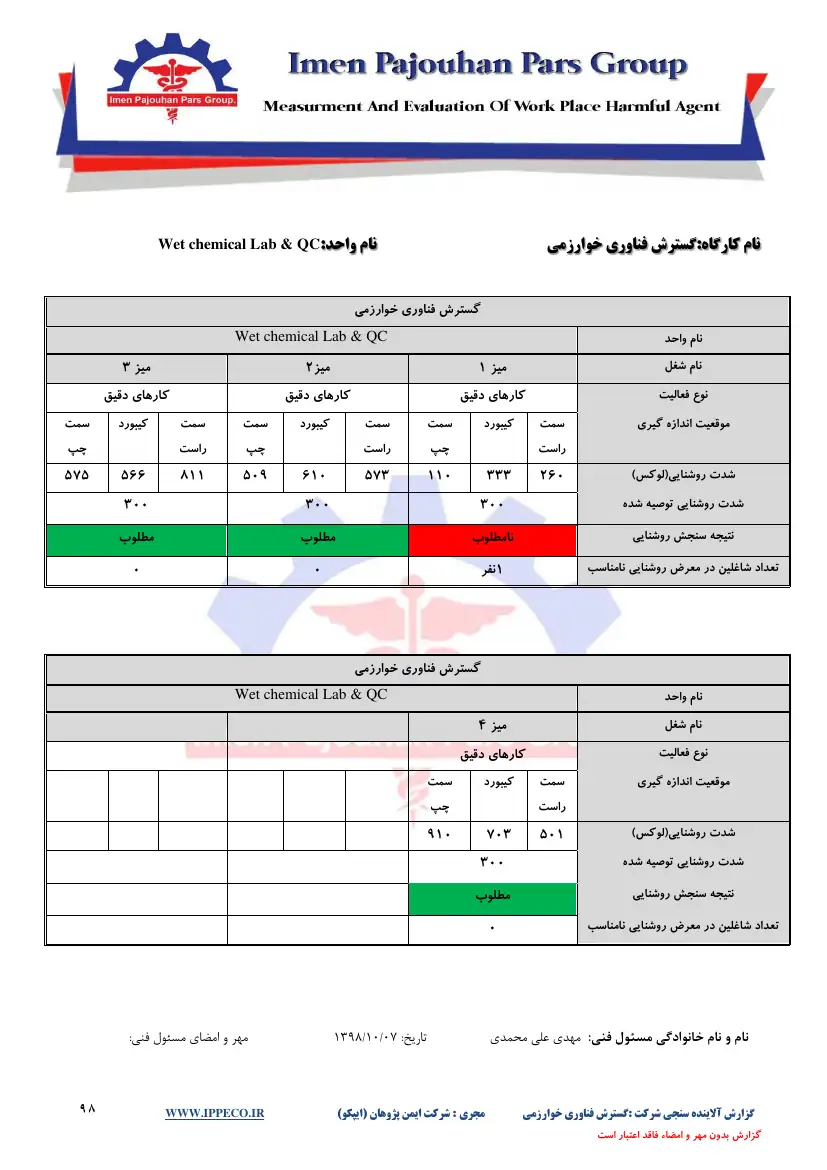 Imen Pajouhan Pars Group
Imen Pajouhan Pars Group.
Measurment And Evaluation Of Work Place Harmful Agent
نام کارگاه:گسترش فناوری خوارزمی نام واحد:Wet chemical Lab & QC
گسترش فناوری خوارزمی
نام واحد Wet chemical Lab & QC
نام شغل میز ۱ میز۲ میز ۳
نوع فعالیت کارهای دقیق کارهای دقیق کارهای دقیق
موقعیت اندازه گیری سمت راست کیبورد سمت چپ سمت راست کیبورد سمت چپ سمت راست کیبورد سمت چپ
شدت روشنایی(لوکس) ۲۶۰ ۳۳۳ ۱۱۰ ۵۷۳ ۶۱۰ ۵۰۹ ۸۱۱ ۵۶۶ ۵۷۵
شدت روشنایی توصیه شده ۳۰۰ ۳۰۰ ۳۰۰
نتیجه سنجش روشنایی نامطلوب مطلوب مطلوب
تعداد شاغلین در معرض روشنایی نامناسب ۱نفر ۰ ۰
گسترش فناوری خوارزمی
نام واحد Wet chemical Lab & QC
نام شغل میز ۴
نوع فعالیت کارهای دقیق
موقعیت اندازه گیری سمت راست کیبورد سمت چپ
شدت روشنایی(لوکس) ۵۰۱ ۷۰۳ ۹۱۰
شدت روشنایی توصیه شده ۳۰۰
نتیجه سنجش روشنایی مطلوب
تعداد شاغلین در معرض روشنایی نامناسب ۰
نام و نام خانوادگی مسئول فنی: مهدی علی محمدی تاریخ: ۱۳۹۸/۱۰/۰۷ مهر و امضای مسئول فنی:
گزارش آلاینده سنجی شرکت :گسترش فناوری خوارزمی مجری : شرکت ایمن پژوهان (ایپکو) WWW.IPPECO.IR ۹۸
گزارش بدون مهر و امضاء فاقد اعتبار است